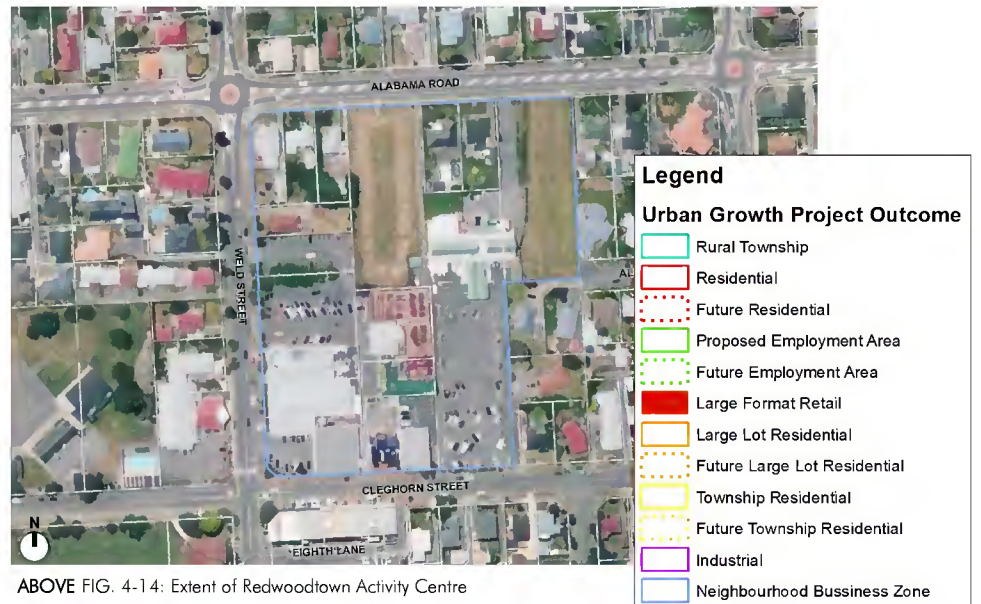 ALABAMA ROAD
WELD STREET
AL
CLEGHORN STREET
EIGHTH LANE
N
Legend
Urban Growth Project Outcome
Rural Township
Residential
Future Residential
Proposed Employment Area
Future Employment Area
Large Format Retail
Large Lot Residential
Future Large Lot Residential
Township Residential
Future Township Residential
Industrial
Neighbourhood Bussiness Zone
ABOVE FIG. 4-14: Extent of Redwoodtown Activity Centre